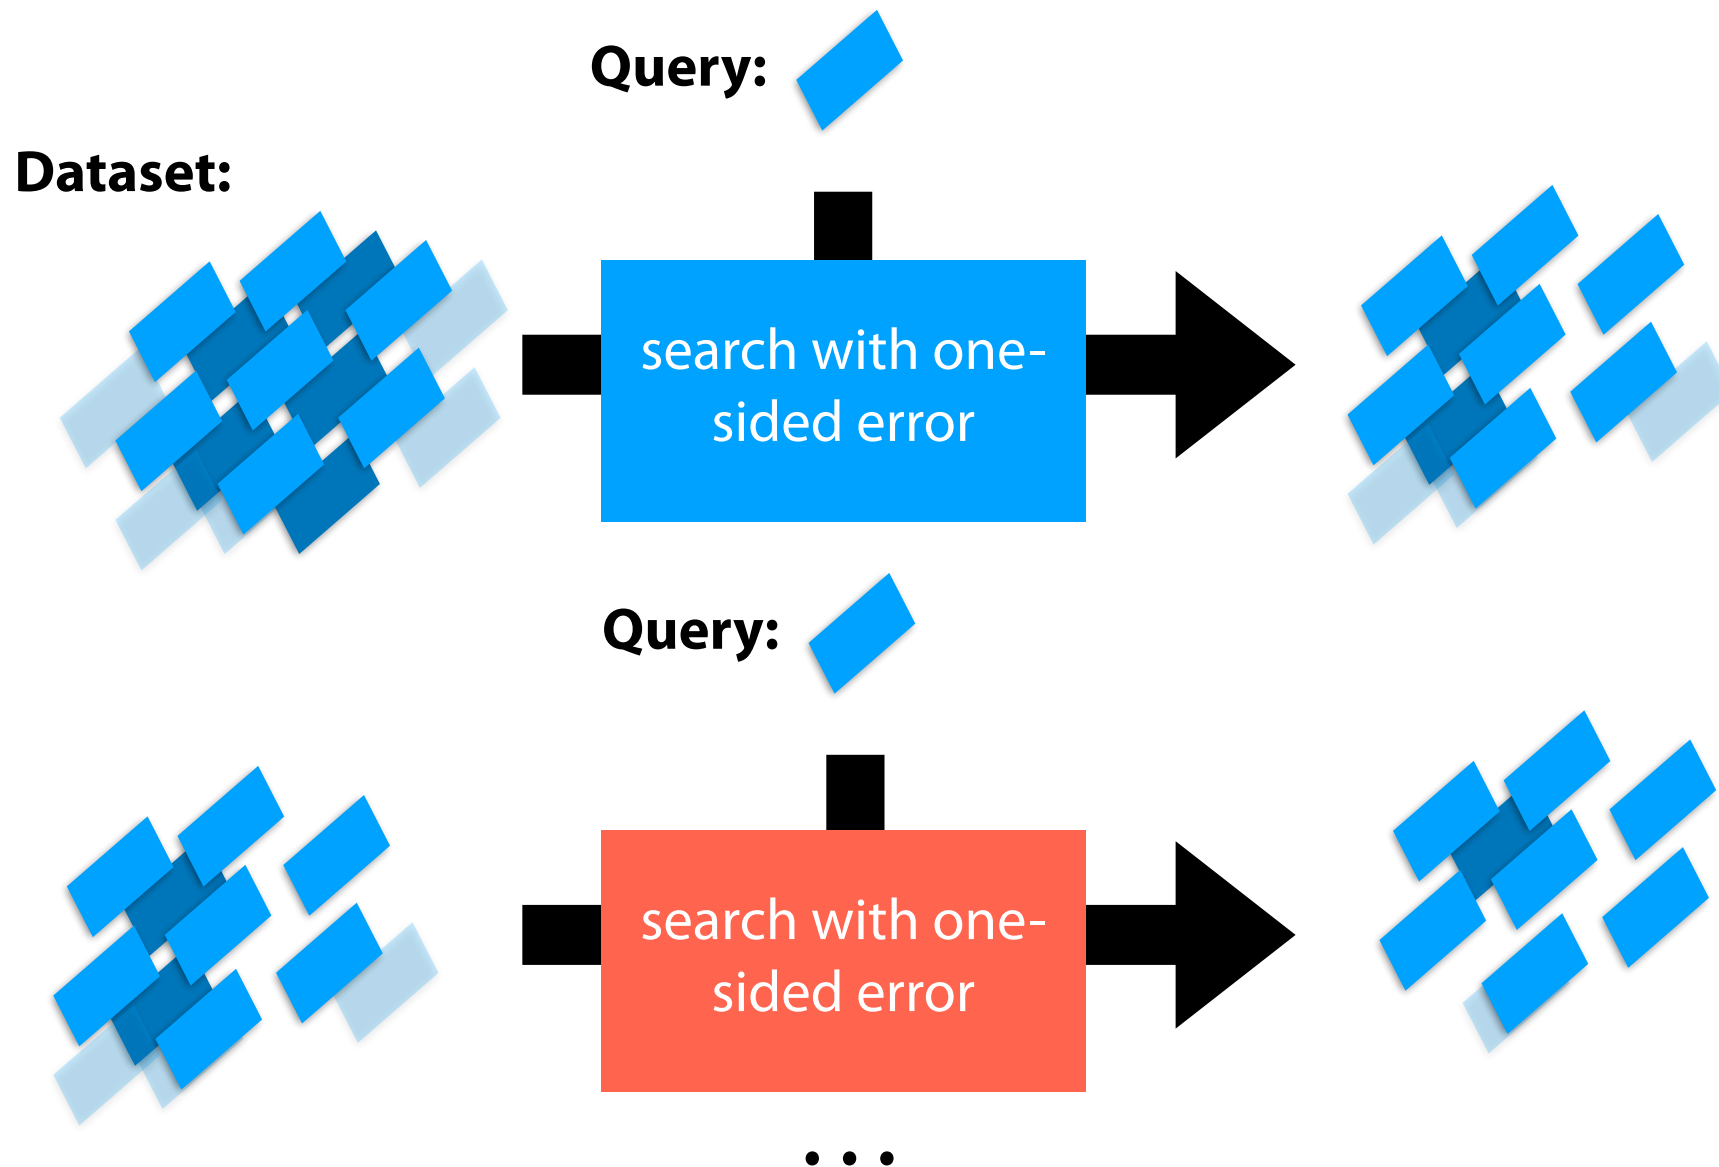 Query:
Dataset:
search with one-
sided error
Query:
search with one-
sided error
...